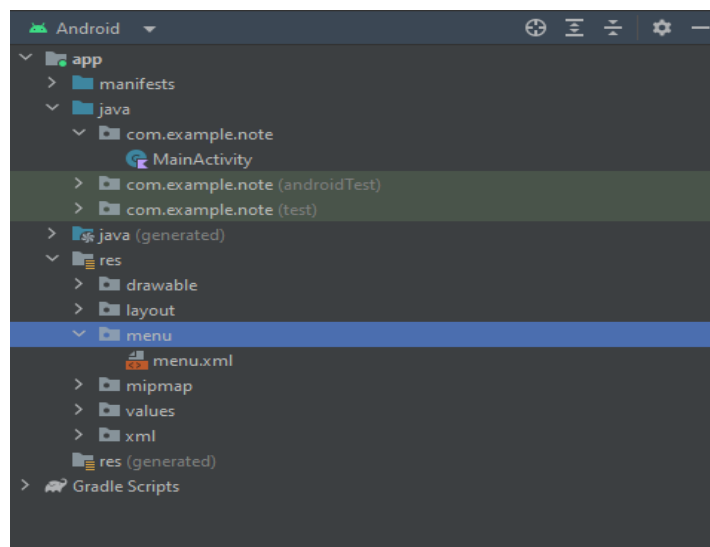 Android
app
manifests
java
com.example.note
MainActivity
com.example.note (androidTest)
com.example.note (test)
java (generated)
res
drawable
layout
menu
menu.xml
mipmap
values
xml
res (generated)
Gradle Scripts